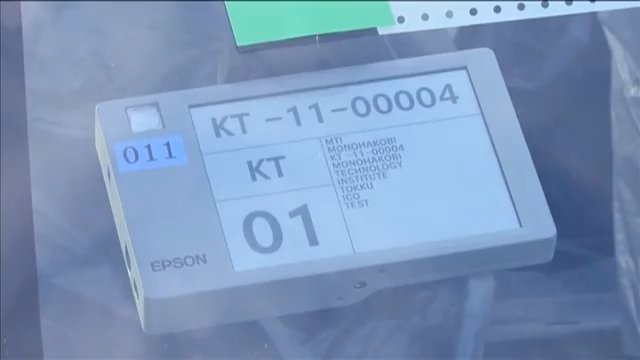 KT -11-00004
011
KT
01
MTI
MONOHAKOBI
KT -11-00004
MONOHAKOBI
TECHNOLOGY
INSTITUTE
TOKKU
ICO
TEST
EPSON